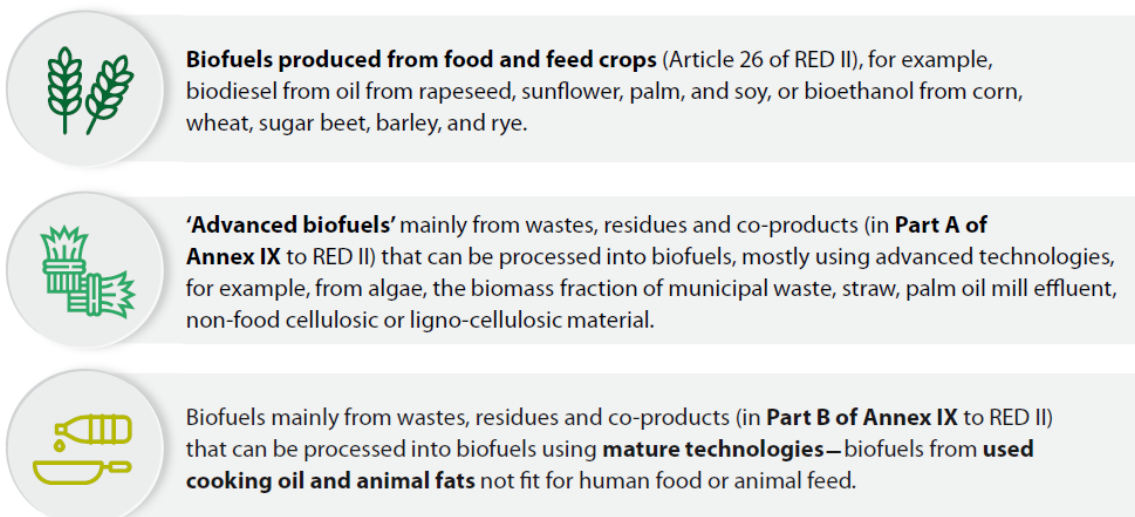 Biofuels produced from food and feed crops (Article 26 of RED II), for example,
biodiesel from oil from rapeseed, sunflower, palm, and soy, or bioethanol from corn,
wheat, sugar beet, barley, and rye.
‘Advanced biofuels’ mainly from wastes, residues and co-products (in Part A of
Annex IX to RED II) that can be processed into biofuels, mostly using advanced technologies,
for example, from algae, the biomass fraction of municipal waste, straw, palm oil mill effluent,
non-food cellulosic or ligno-cellulosic material.
Biofuels mainly from wastes, residues and co-products (in Part B of Annex IX to RED II)
that can be processed into biofuels using mature technologies – biofuels from used
cooking oil and animal fats not fit for human food or animal feed.